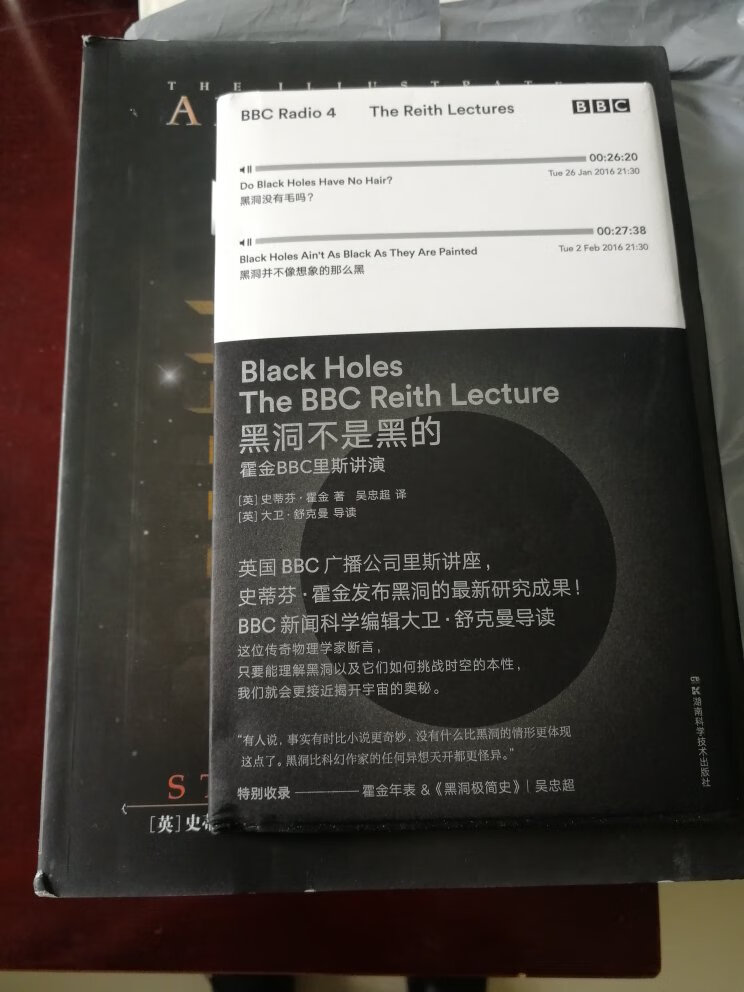 THE ILLUSTRATE
A
BBC Radio 4 The Reith Lectures BBC
00:26:20
Do Black Holes Have No Hair? Tue 26 Jan 2016 21:30
黑洞没有毛吗？
00:27:38
Black Holes Ain't As Black As They Are Painted Tue 2 Feb 2016 21:30
黑洞并不像想象的那么黑
Black Holes
The BBC Reith Lecture
黑洞不是黑的
霍金BBC里斯讲演
[英] 史蒂芬·霍金 著 吴忠超 译
[英] 大卫·舒克曼 导读
英国 BBC 广播公司里斯讲座，
史蒂芬·霍金发布黑洞的最新研究成果！
BBC 新闻科学编辑大卫·舒克曼导读
这位传奇物理学家断言，
只要能理解黑洞以及它们如何挑战时空的本性，
我们就会更接近揭开宇宙的奥秘。
“有人说，事实有时比小说更奇妙，没有什么比黑洞的情形更体现
这点了。黑洞比科幻作家的任何异想天开都更怪异。”
特别收录 霍金年表 &《黑洞极简史》| 吴忠超
湖南科学技术出版社
S
[英] 史蒂